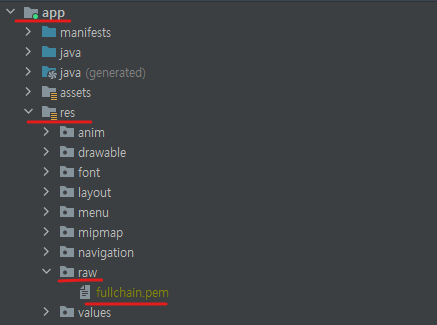 app
manifests
java
java (generated)
assets
res
anim
drawable
font
layout
menu
mipmap
navigation
raw
fullchain.pem
values